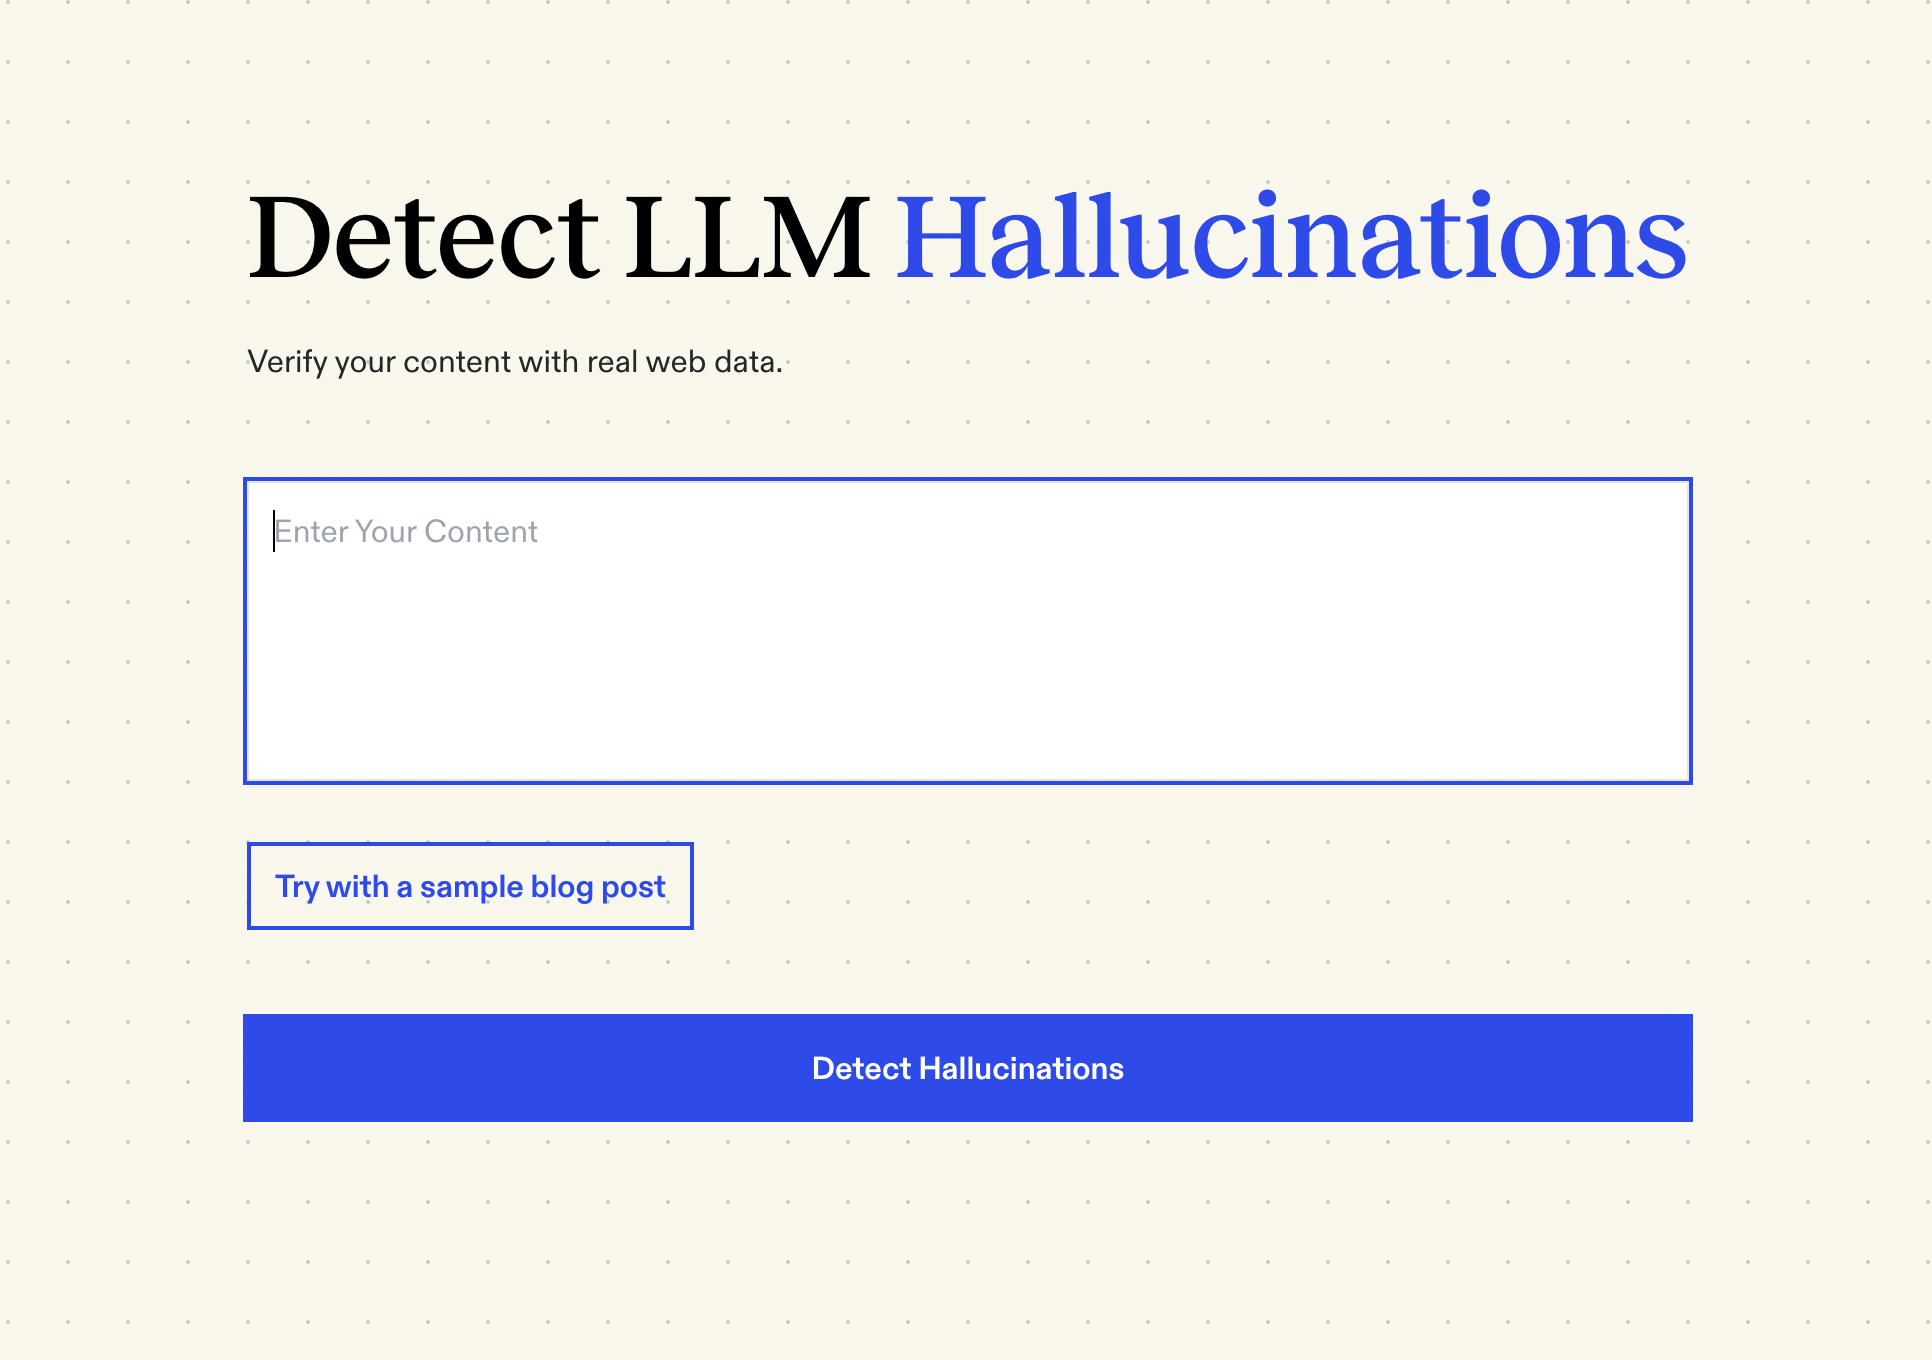 Detect LLM Hallucinations
Verify your content with real web data.
Enter Your Content
Try with a sample blog post
Detect Hallucinations